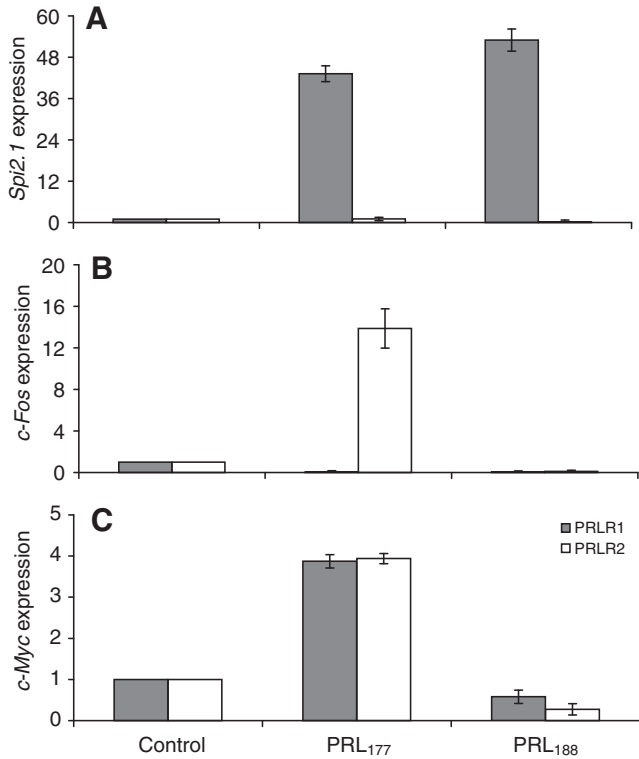 A
Spi2.1 expression
60
48
36
24
12
0
B
c-Fos expression
20
16
12
8
4
0
C
c-Myc expression
5
4
3
2
1
0
PRLR1
PRLR2
Control PRL177 PRL188